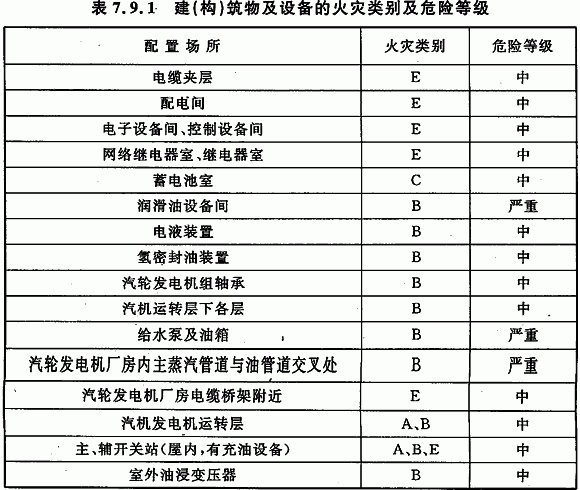 表 7.9.1 建(构)筑物及设备的火灾类别及危险等级
配置场所 火灾类别 危险等级
电缆夹层 E 中
配电间 E 中
电子设备间、控制设备间 E 中
网络继电器室、继电器室 E 中
蓄电池室 C 中
润滑油设备间 B 严重
电液装置 B 中
氢密封油装置 B 中
汽轮发电机组轴承 B 中
汽机运转层下各层 B 中
给水泵及油箱 B 严重
汽轮发电机厂房内主蒸汽管道与油管道交叉处 B 严重
汽轮发电机厂房电缆桥架附近 E 中
汽机发电机运转层 A、B 中
主、辅开关站(屋内,有充油设备) A、B、E 中
室外油浸变压器 B 中